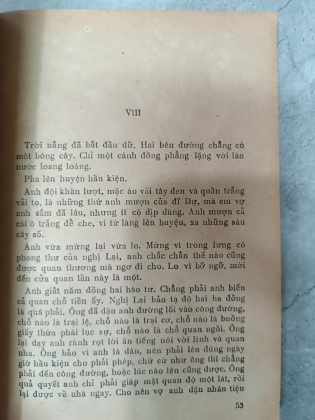 VIII
Trời nắng đã bắt đầu dữ. Hai bên đường chẳng có
một bóng cây. Chỉ một cánh đồng phẳng lặng với làn
nước loang loáng.
Pha lên huyện hầu kiện.
Anh đội khăn lượt, mặc áo vải tây đen và quần trắng
vải to, là những thứ anh mượn của dì Dự, mà em vợ
anh sắm đã lâu, nhưng ít có dịp dùng. Anh mượn cả
cái ô trắng để che, vì từ làng lên huyện, xa những sáu
cây số.
Anh vừa mừng lại vừa lo. Mừng vì trong lưng có
phong thư của nghị Lại, anh chắc chắn thế nào cũng
được quan thương mà ngơ đi cho. Lo vì bỡ ngỡ, mới
đến cửa quan lần này là một.
Anh giắt năm đồng hai hào tư. Chẳng phải anh biếu
cả quan chỗ tiền ấy. Nghị Lại bảo tạ độ hai ba đồng
là quá phải. Ông đã dặn anh đường lối vào công đường,
chỗ nào là trại lệ, chỗ nào là trại cơ, chỗ nào là buồng
giấy thừa phái lục sự, chỗ nào là chỗ quan ngồi. Ông
lại dạy anh rành rọt lời ăn tiếng nói với lính và quan
nha. Ông bảo vì anh là dân, nên phải lên đúng ngày
giờ hầu kiện cho phải phép, chứ cứ như ông thì chẳng
phải đến công đường, hoặc lúc nào lên cũng được. Ông
quả quyết anh chỉ phải giáp mặt quan độ một lát, rồi
lại được về nhà ngay. Cho nên vợ anh dặn nhân tiện
53